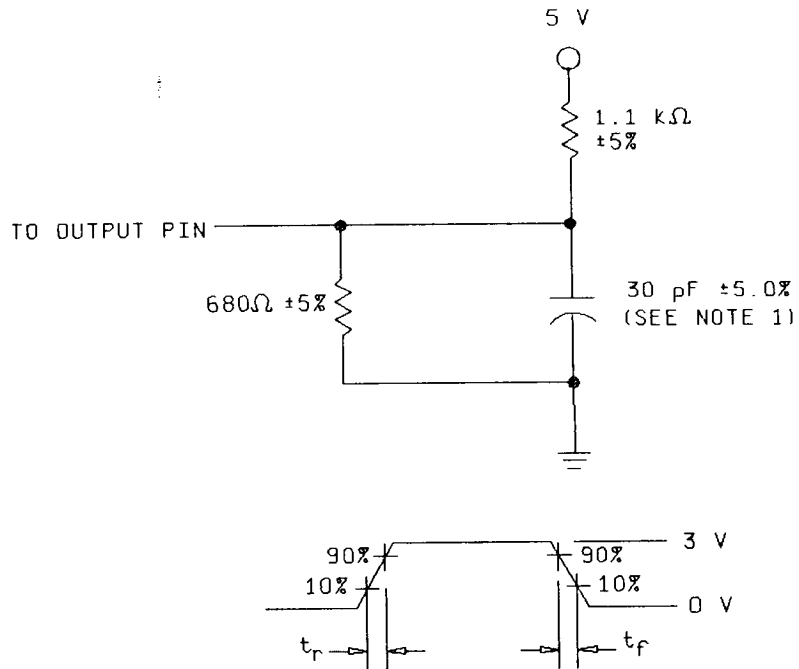 5 V
1.1 kΩ
±5%
TO OUTPUT PIN
680Ω ±5%
30 pF ±5.0%
(SEE NOTE 1)
90%
90%
3 V
10%
10%
0 V
tr
tf